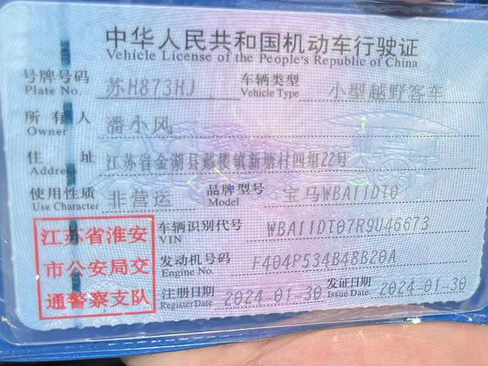 中华人民共和国机动车行驶证
Vehicle License of the People's Republic of China
号牌号码 Plate No. 苏H873HJ 车辆类型 Vehicle Type 小型越野客车
所有人 Owner 潘小风
住址 Address 江苏省金湖县 楼镇新塘村四组22号
使用性质 Use Character 非营运 品牌型号 Model 宝马WBA11DT0
江苏省淮安 车辆识别代号 VIN WBA11DT07R9U46673
市公安局交 发动机号码 Engine No. F404P534B48B20A
通警察支队 注册日期 Register Date 2024-01-30 发证日期 Issue Date 2024-01-30